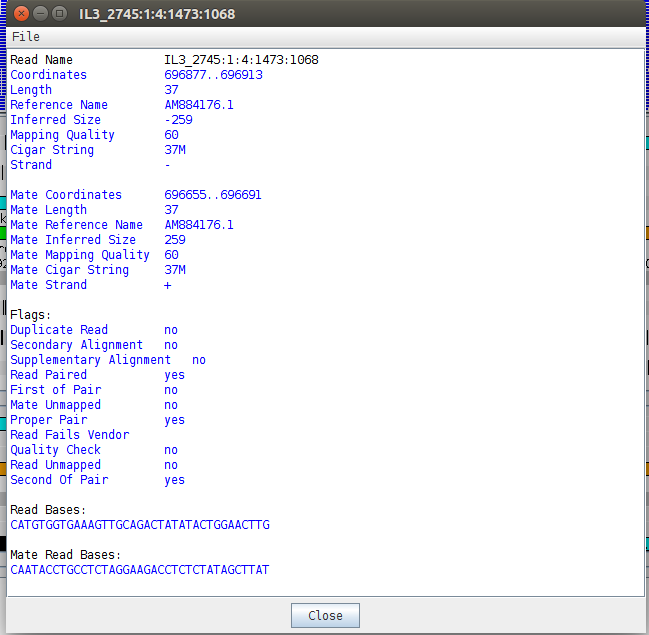 IL3_2745:1:4:1473:1068
File
Read Name IL3_2745:1:4:1473:1068
Coordinates 696877..696913
Length 37
Reference Name AM884176.1
Inferred Size -259
Mapping Quality 60
Cigar String 37M
Strand -
Mate Coordinates 696655..696691
Mate Length 37
Mate Reference Name AM884176.1
Mate Inferred Size 259
Mate Mapping Quality 60
Mate Cigar String 37M
Mate Strand +
Flags:
Duplicate Read no
Secondary Alignment no
Supplementary Alignment no
Read Paired yes
First of Pair no
Mate Unmapped no
Proper Pair yes
Read Fails Vendor
Quality Check no
Read Unmapped no
Second Of Pair yes
Read Bases:
CATGTGGTGAAAGTTGCAGACTATATACTGGAACTTG
Mate Read Bases:
CAATACCTGCCTCTAGGAAGACCTCTCTATAGCTTAT
Close